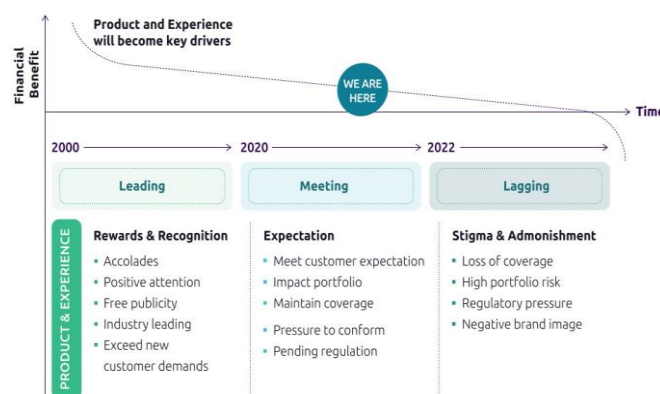 Product and Experience
will become key drivers
Financial
Benefit
WE ARE
HERE
Time
2000
2020
2022
Leading
Meeting
Lagging
PRODUCT & EXPERIENCE
Rewards & Recognition
Accolades
Positive attention
Free publicity
Industry leading
Exceed new
customer demands
Expectation
Meet customer expectation
Impact portfolio
Maintain coverage
Pressure to conform
Pending regulation
Stigma & Admonishment
Loss of coverage
High portfolio risk
Regulatory pressure
Negative brand image